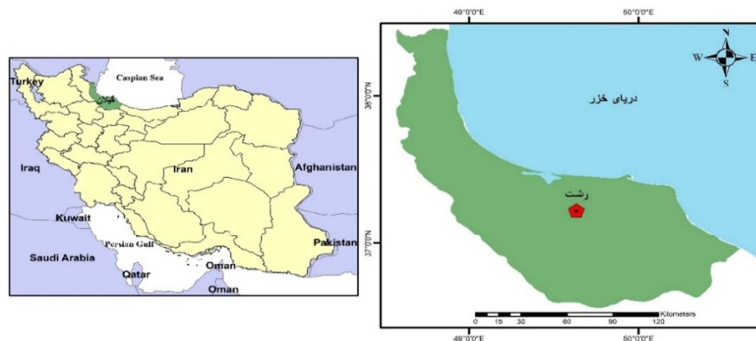 Caspian Sea
Turkey
گیلان
Iraq
Iran
Afghanistan
Kuwait
Persian Gulf
Pakistan
Saudi Arabia
Qatar
Oman
Oman
49°0'0"E
50°0'0"E
N
W
E
S
38°0'0"N
دریای خزر
رشت
37°0'0"N
0 15 30 60 90 120
Kilometers
49°0'0"E
50°0'0"E